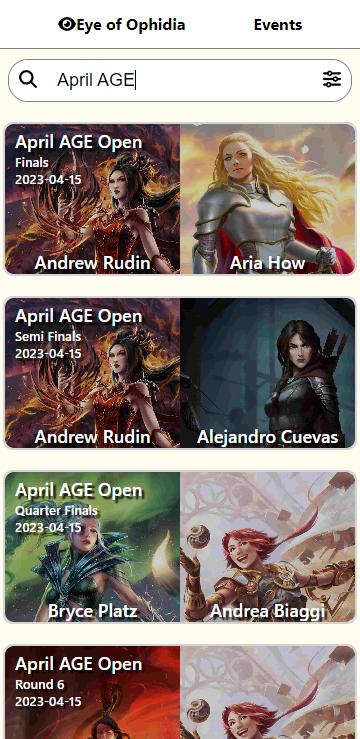 Eye of Ophidia Events
April AGE
April AGE Open
Finals
2023-04-15
Andrew Rudin Aria How
April AGE Open
Semi Finals
2023-04-15
Andrew Rudin Alejandro Cuevas
April AGE Open
Quarter Finals
2023-04-15
Bryce Platz Andrea Biaggi
April AGE Open
Round 6
2023-04-15